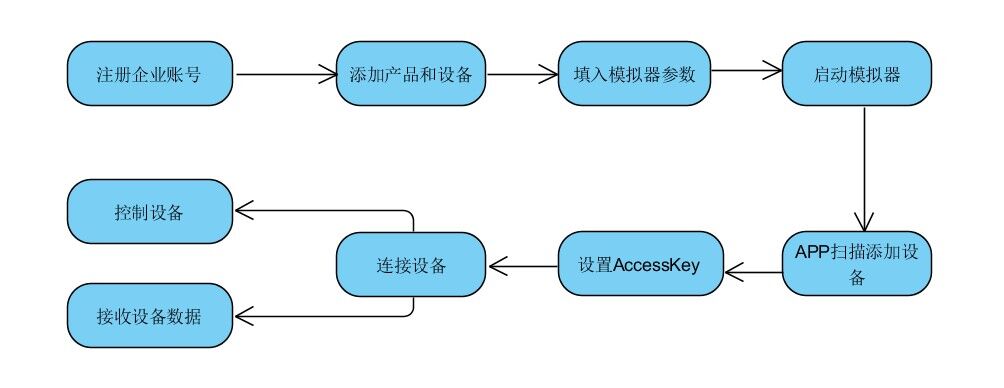 注册企业账号
添加产品和设备
填入模拟器参数
启动模拟器
APP扫描添加设
备
设置AccessKey
连接设备
控制设备
接收设备数据